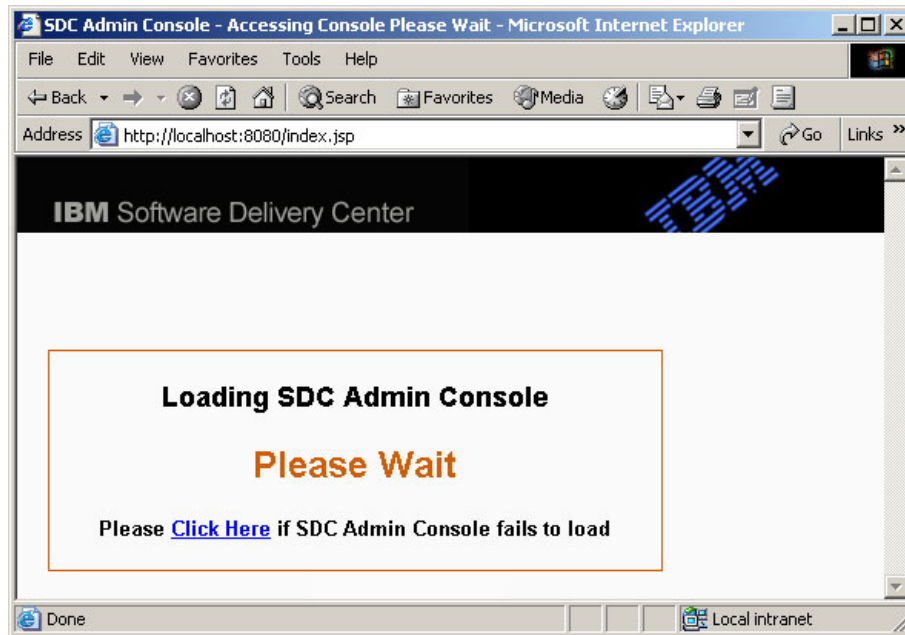 SDC Admin Console - Accessing Console Please Wait - Microsoft Internet Explorer
File Edit View Favorites Tools Help
Back Search Favorites Media
Address http://localhost:8080/index.jsp Go Links »
IBM Software Delivery Center IBM
Loading SDC Admin Console
Please Wait
Please Click Here if SDC Admin Console fails to load
Done Local intranet